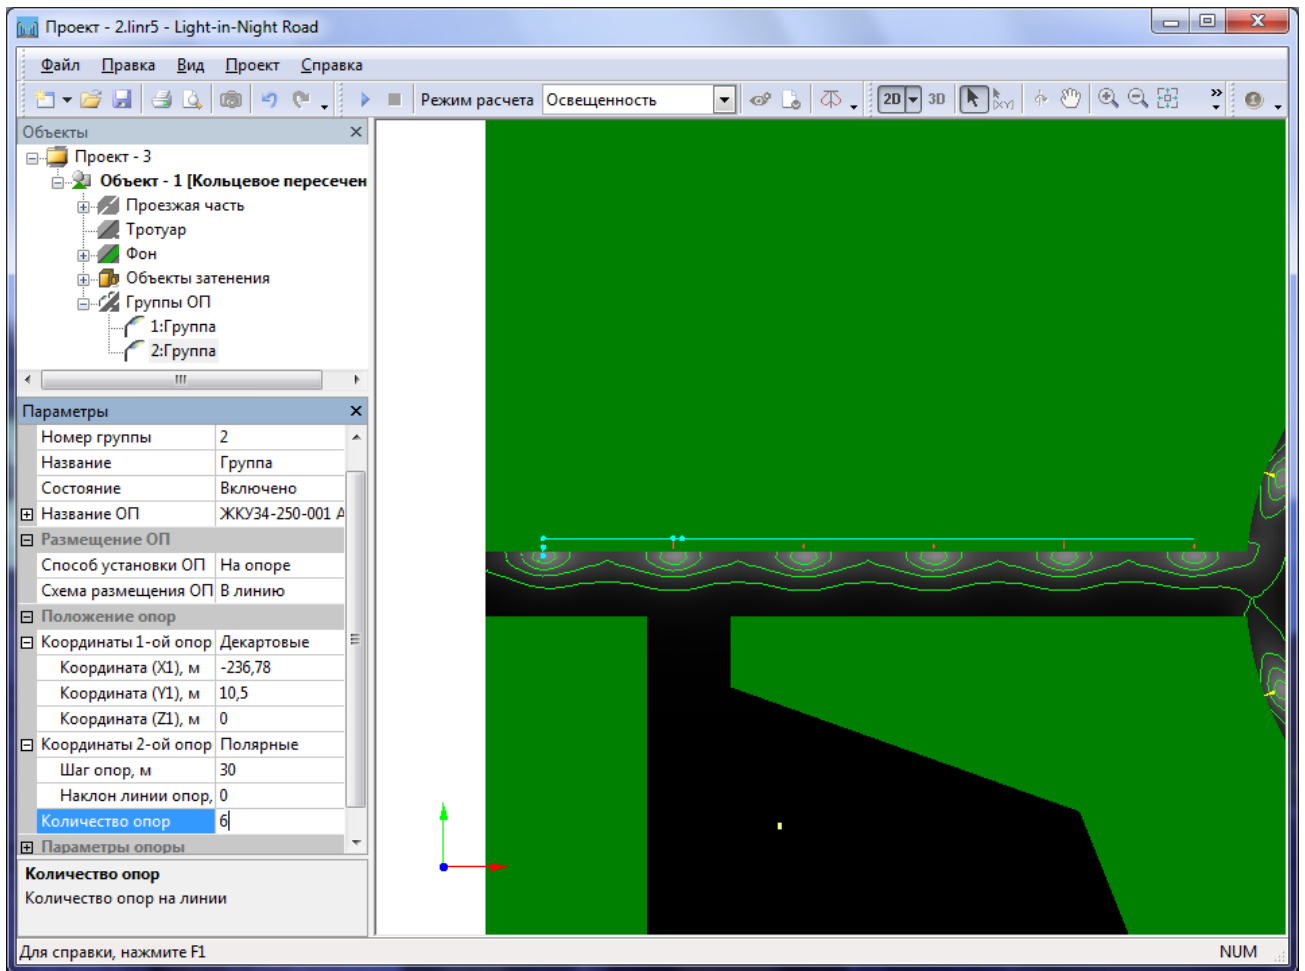 Проект - 2.linr5 - Light-in-Night Road
Файл Правка Вид Проект Справка
Режим расчета Освещенность 2D 3D [X;Y]
Объекты
Проект - 3
Объект - 1 [Кольцевое пересечен
Проезжая часть
Тротуар
Фон
Объекты затенения
Группы ОП
1:Группа
2:Группа
Параметры
Номер группы 2
Название Группа
Состояние Включено
Название ОП ЖКУ34-250-001 А
Размещение ОП
Способ установки ОП На опоре
Схема размещения ОП В линию
Положение опор
Координаты 1-ой опор Декартовые
Координата (X1), м -236,78
Координата (Y1), м 10,5
Координата (Z1), м 0
Координаты 2-ой опор Полярные
Шаг опор, м 30
Наклон линии опор, 0
Количество опор 6
Параметры опоры
Количество опор
Количество опор на линии
Для справки, нажмите F1 NUM